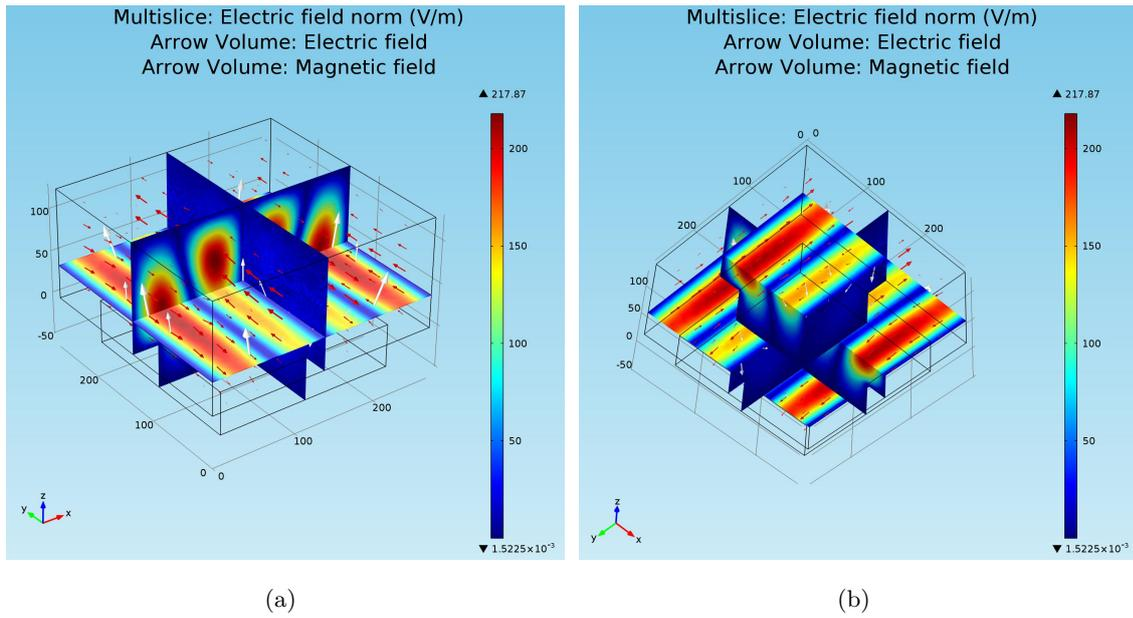 Multislice: Electric field norm (V/m)
Arrow Volume: Electric field
Arrow Volume: Magnetic field
▲ 217.87
200
150
100
50
▼ 1.5225×10⁻³
100
50
0
-50
200
100
0
0
100
200
z
y
x
(a)
Multislice: Electric field norm (V/m)
Arrow Volume: Electric field
Arrow Volume: Magnetic field
▲ 217.87
200
150
100
50
▼ 1.5225×10⁻³
0 0
100
100
200
200
100
50
0
-50
z
y
x
(b)